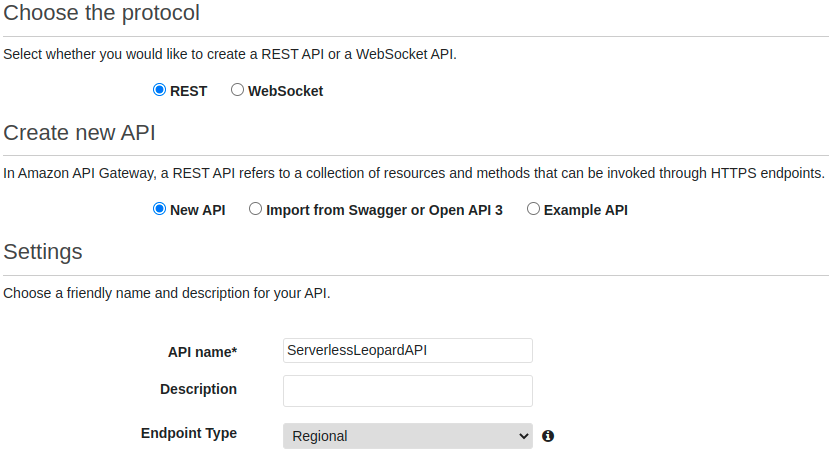 Choose the protocol
Select whether you would like to create a REST API or a WebSocket API.
REST WebSocket
Create new API
In Amazon API Gateway, a REST API refers to a collection of resources and methods that can be invoked through HTTPS endpoints.
New API Import from Swagger or Open API 3 Example API
Settings
Choose a friendly name and description for your API.
API name* ServerlessLeopardAPI
Description
Endpoint Type Regional